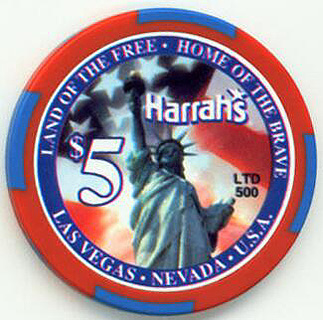 LAND OF THE FREE • HOME OF THE BRAVE
Harrah's
$5
LTD
500
LAS VEGAS • NEVADA • U.S.A.